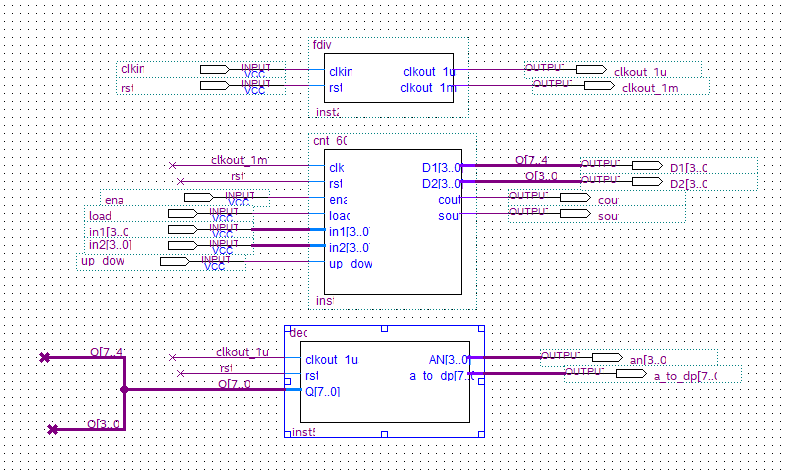 fdiv
clkin INPUT VCC clkin clkout_1u OUTPUT clkout_1u
rst INPUT VCC rst clkout_1m OUTPUT clkout_1m
inst2
cnt_60
clkout_1m clk D1[3..0] Q[7..4] OUTPUT D1[3..0]
rst rst D2[3..0] Q[3..0] OUTPUT D2[3..0]
ena INPUT VCC ena cout OUTPUT cout
load INPUT VCC load sout OUTPUT sout
in1[3..0] INPUT VCC in1[3..0]
in2[3..0] INPUT VCC in2[3..0]
up_down INPUT VCC up_down
inst
dec
Q[7..4] clkout_1u clkout_1u AN[3..0] OUTPUT an[3..0]
rst rst a_to_dp[7..0] OUTPUT a_to_dp[7..0]
Q[7..0] Q[7..0]
Q[3..0]
inst5